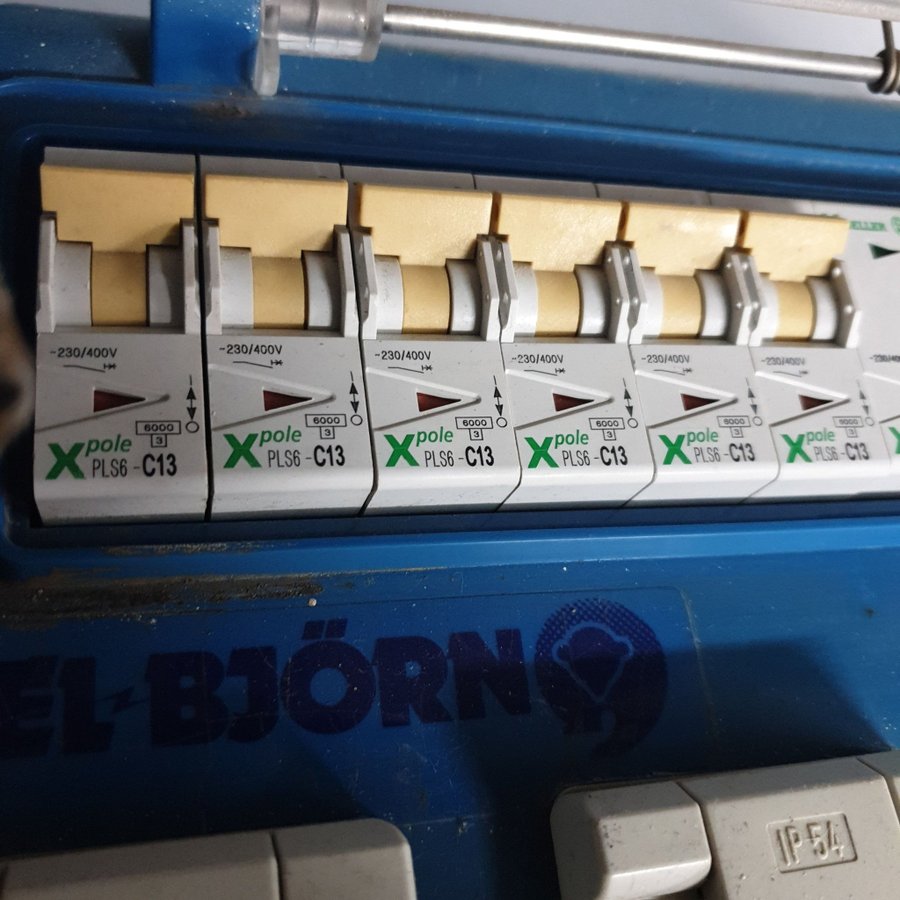 ELLER
~230/400V
6000
3
Xpole
PLS6-C13
~230/400V
6000
3
Xpole
PLS6-C13
~230/400V
6000
3
Xpole
PLS6-C13
~230/400V
6000
3
Xpole
PLS6-C13
~230/400V
6000
3
Xpole
PLS6-C13
~230/400V
6000
3
Xpole
PLS6-C13
EL-BJÖRN
IP 54